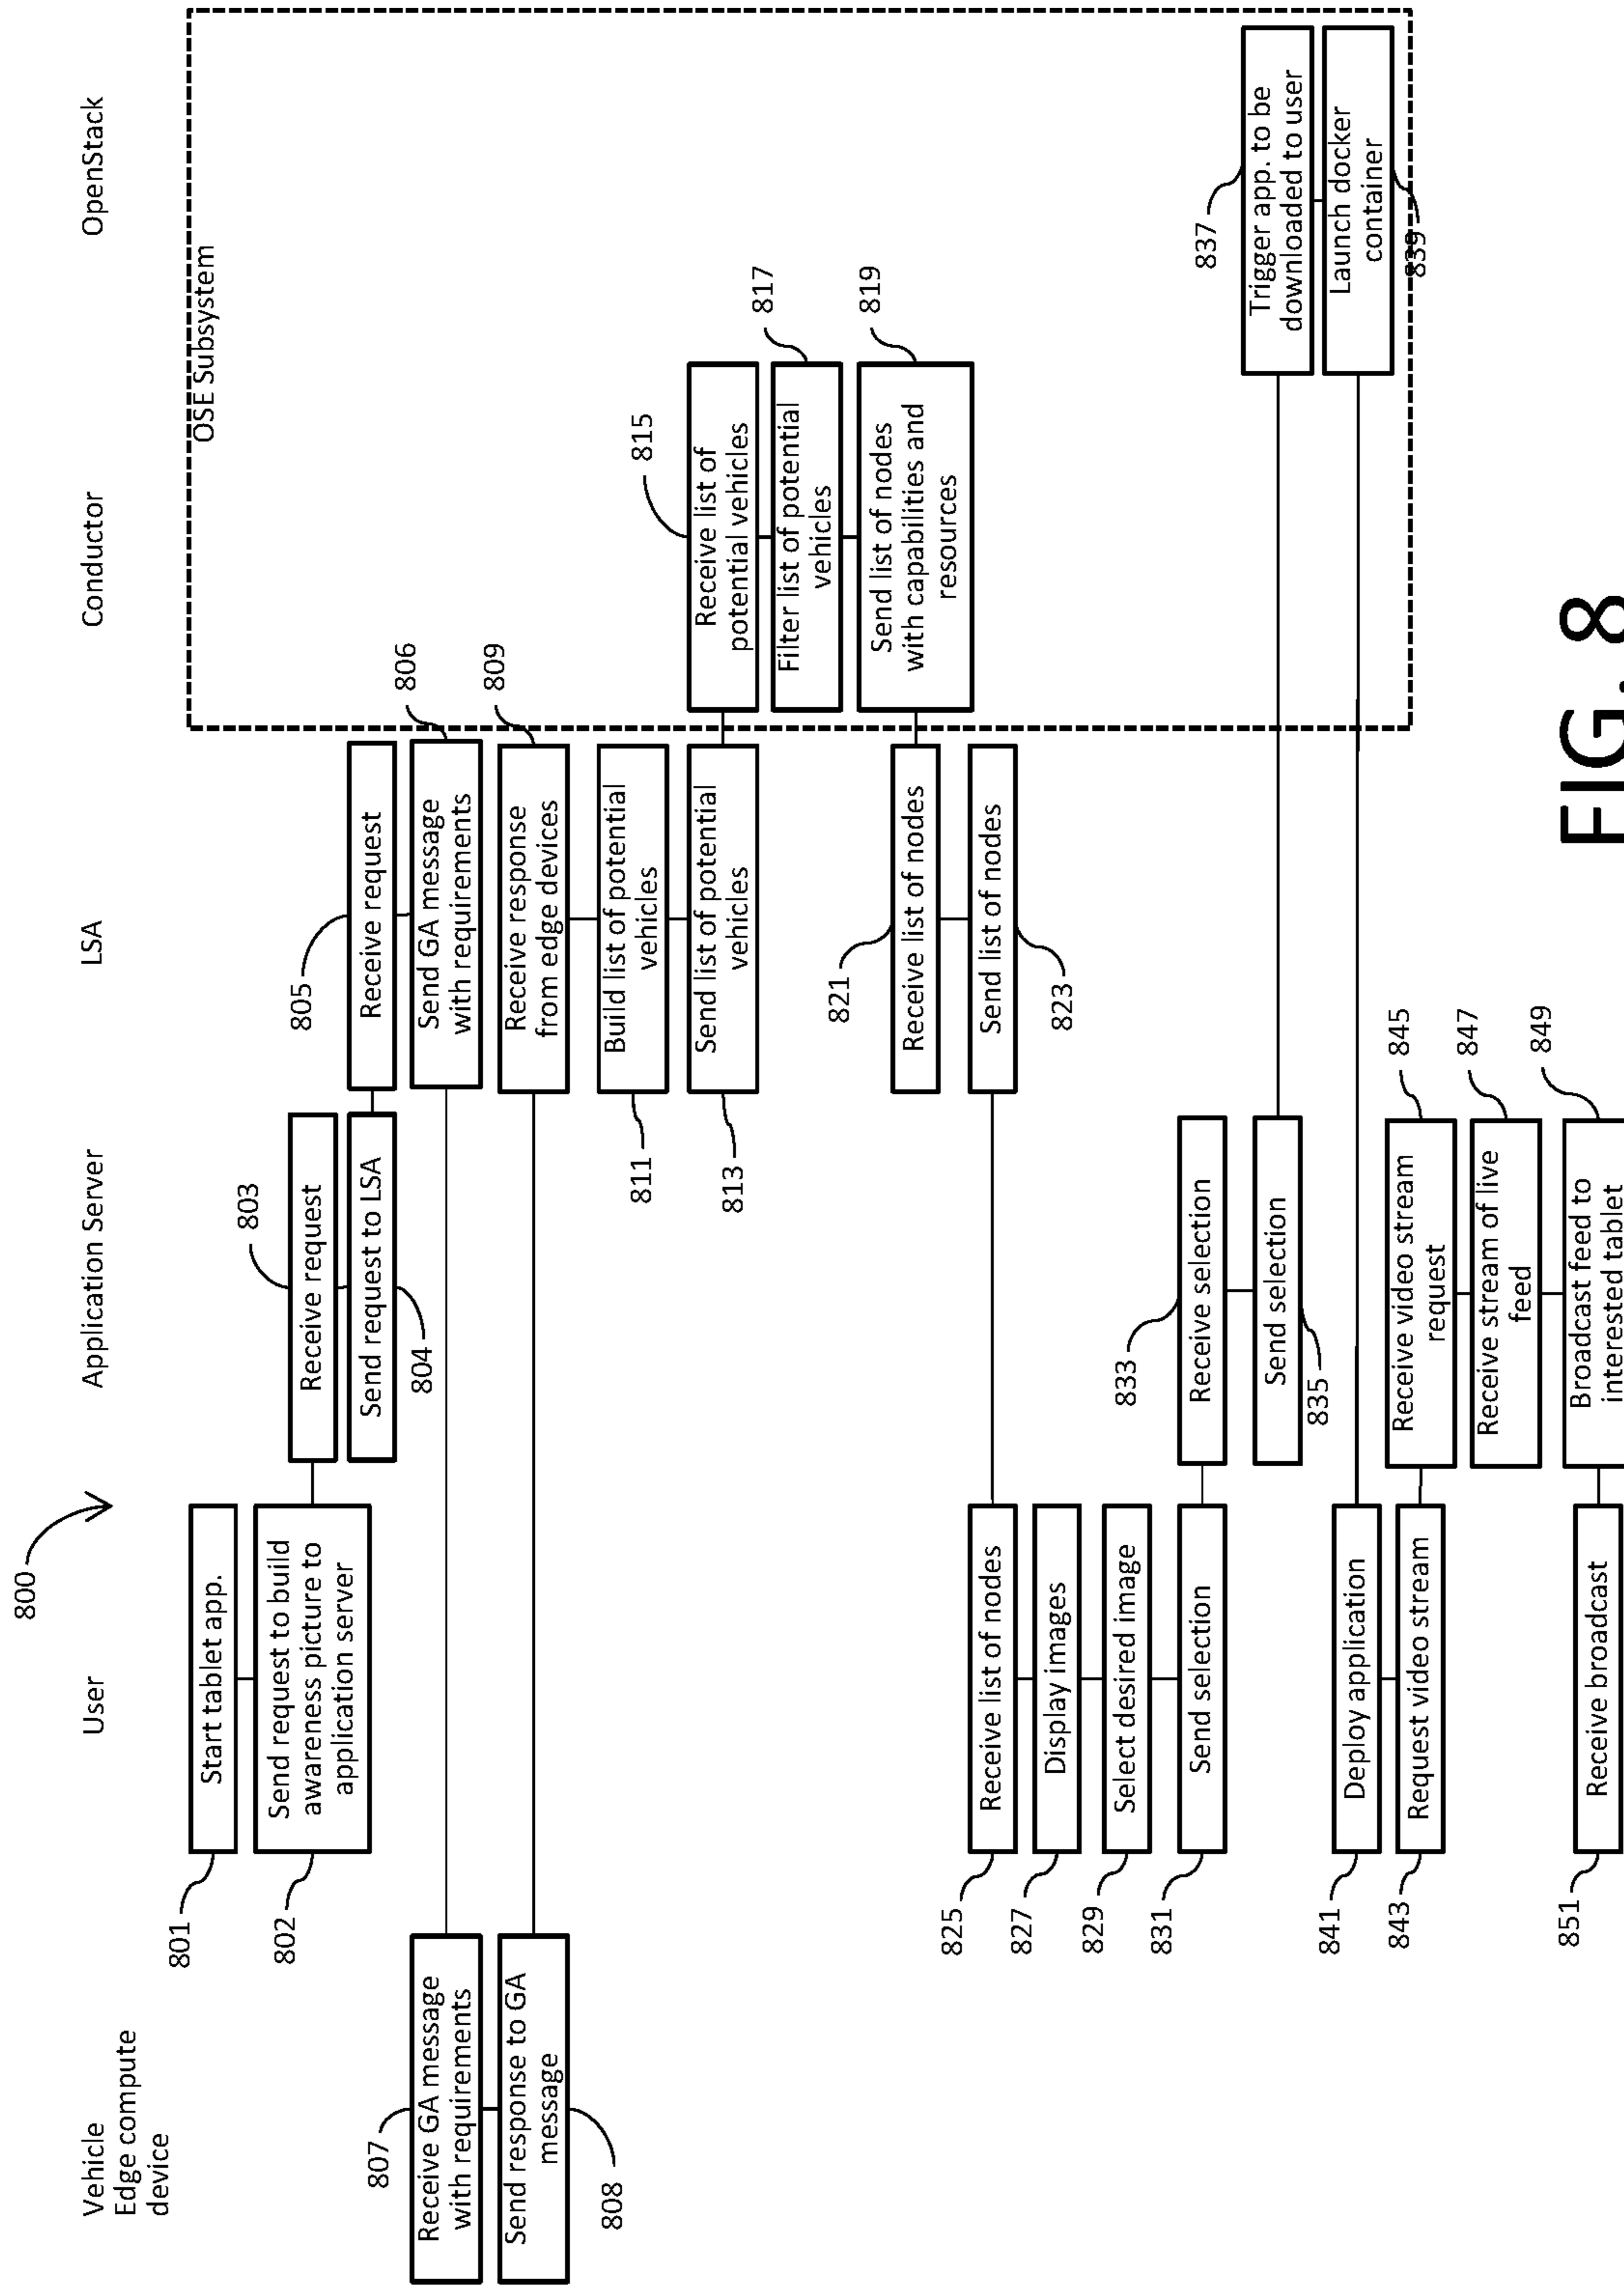 800
Vehicle
Edge compute
device
User
Application Server
LSA
Conductor
OpenStack
OSE Subsystem
801
Start tablet app.
802
Send request to build
awareness picture to
application server
803
Receive request
Send request to LSA
804
805
Receive request
806
Send GA message
with requirements
807
Receive GA message
with requirements
Send response to GA
message
808
809
Receive response
from edge devices
Build list of potential
vehicles
811
Send list of potential
vehicles
813
815
Receive list of
potential vehicles
817
Filter list of potential
vehicles
819
Send list of nodes
with capabilities and
resources
821
Receive list of nodes
Send list of nodes
823
825
Receive list of nodes
827
Display images
829
Select desired image
831
Send selection
833
Receive selection
Send selection
835
837
Trigger app. to be
downloaded to user
Launch docker
container
839
841
Deploy application
843
Request video stream
845
Receive video stream
request
847
Receive stream of live
feed
849
Broadcast feed to
interested tablet
851
Receive broadcast
FIG. 8